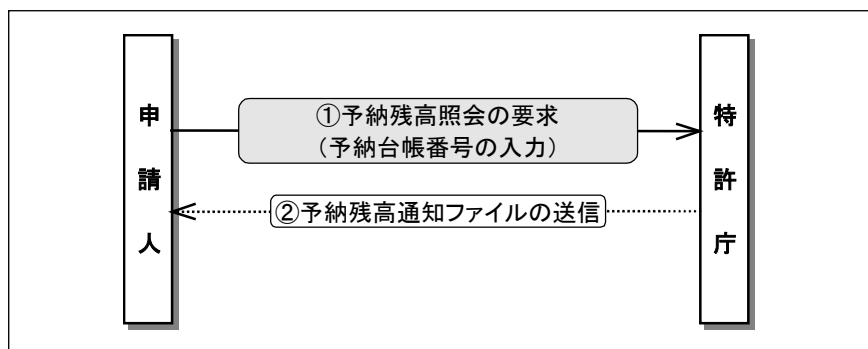 申請人
①予納残高照会の要求
（予納台帳番号の入力）
②予納残高通知ファイルの送信
特許庁